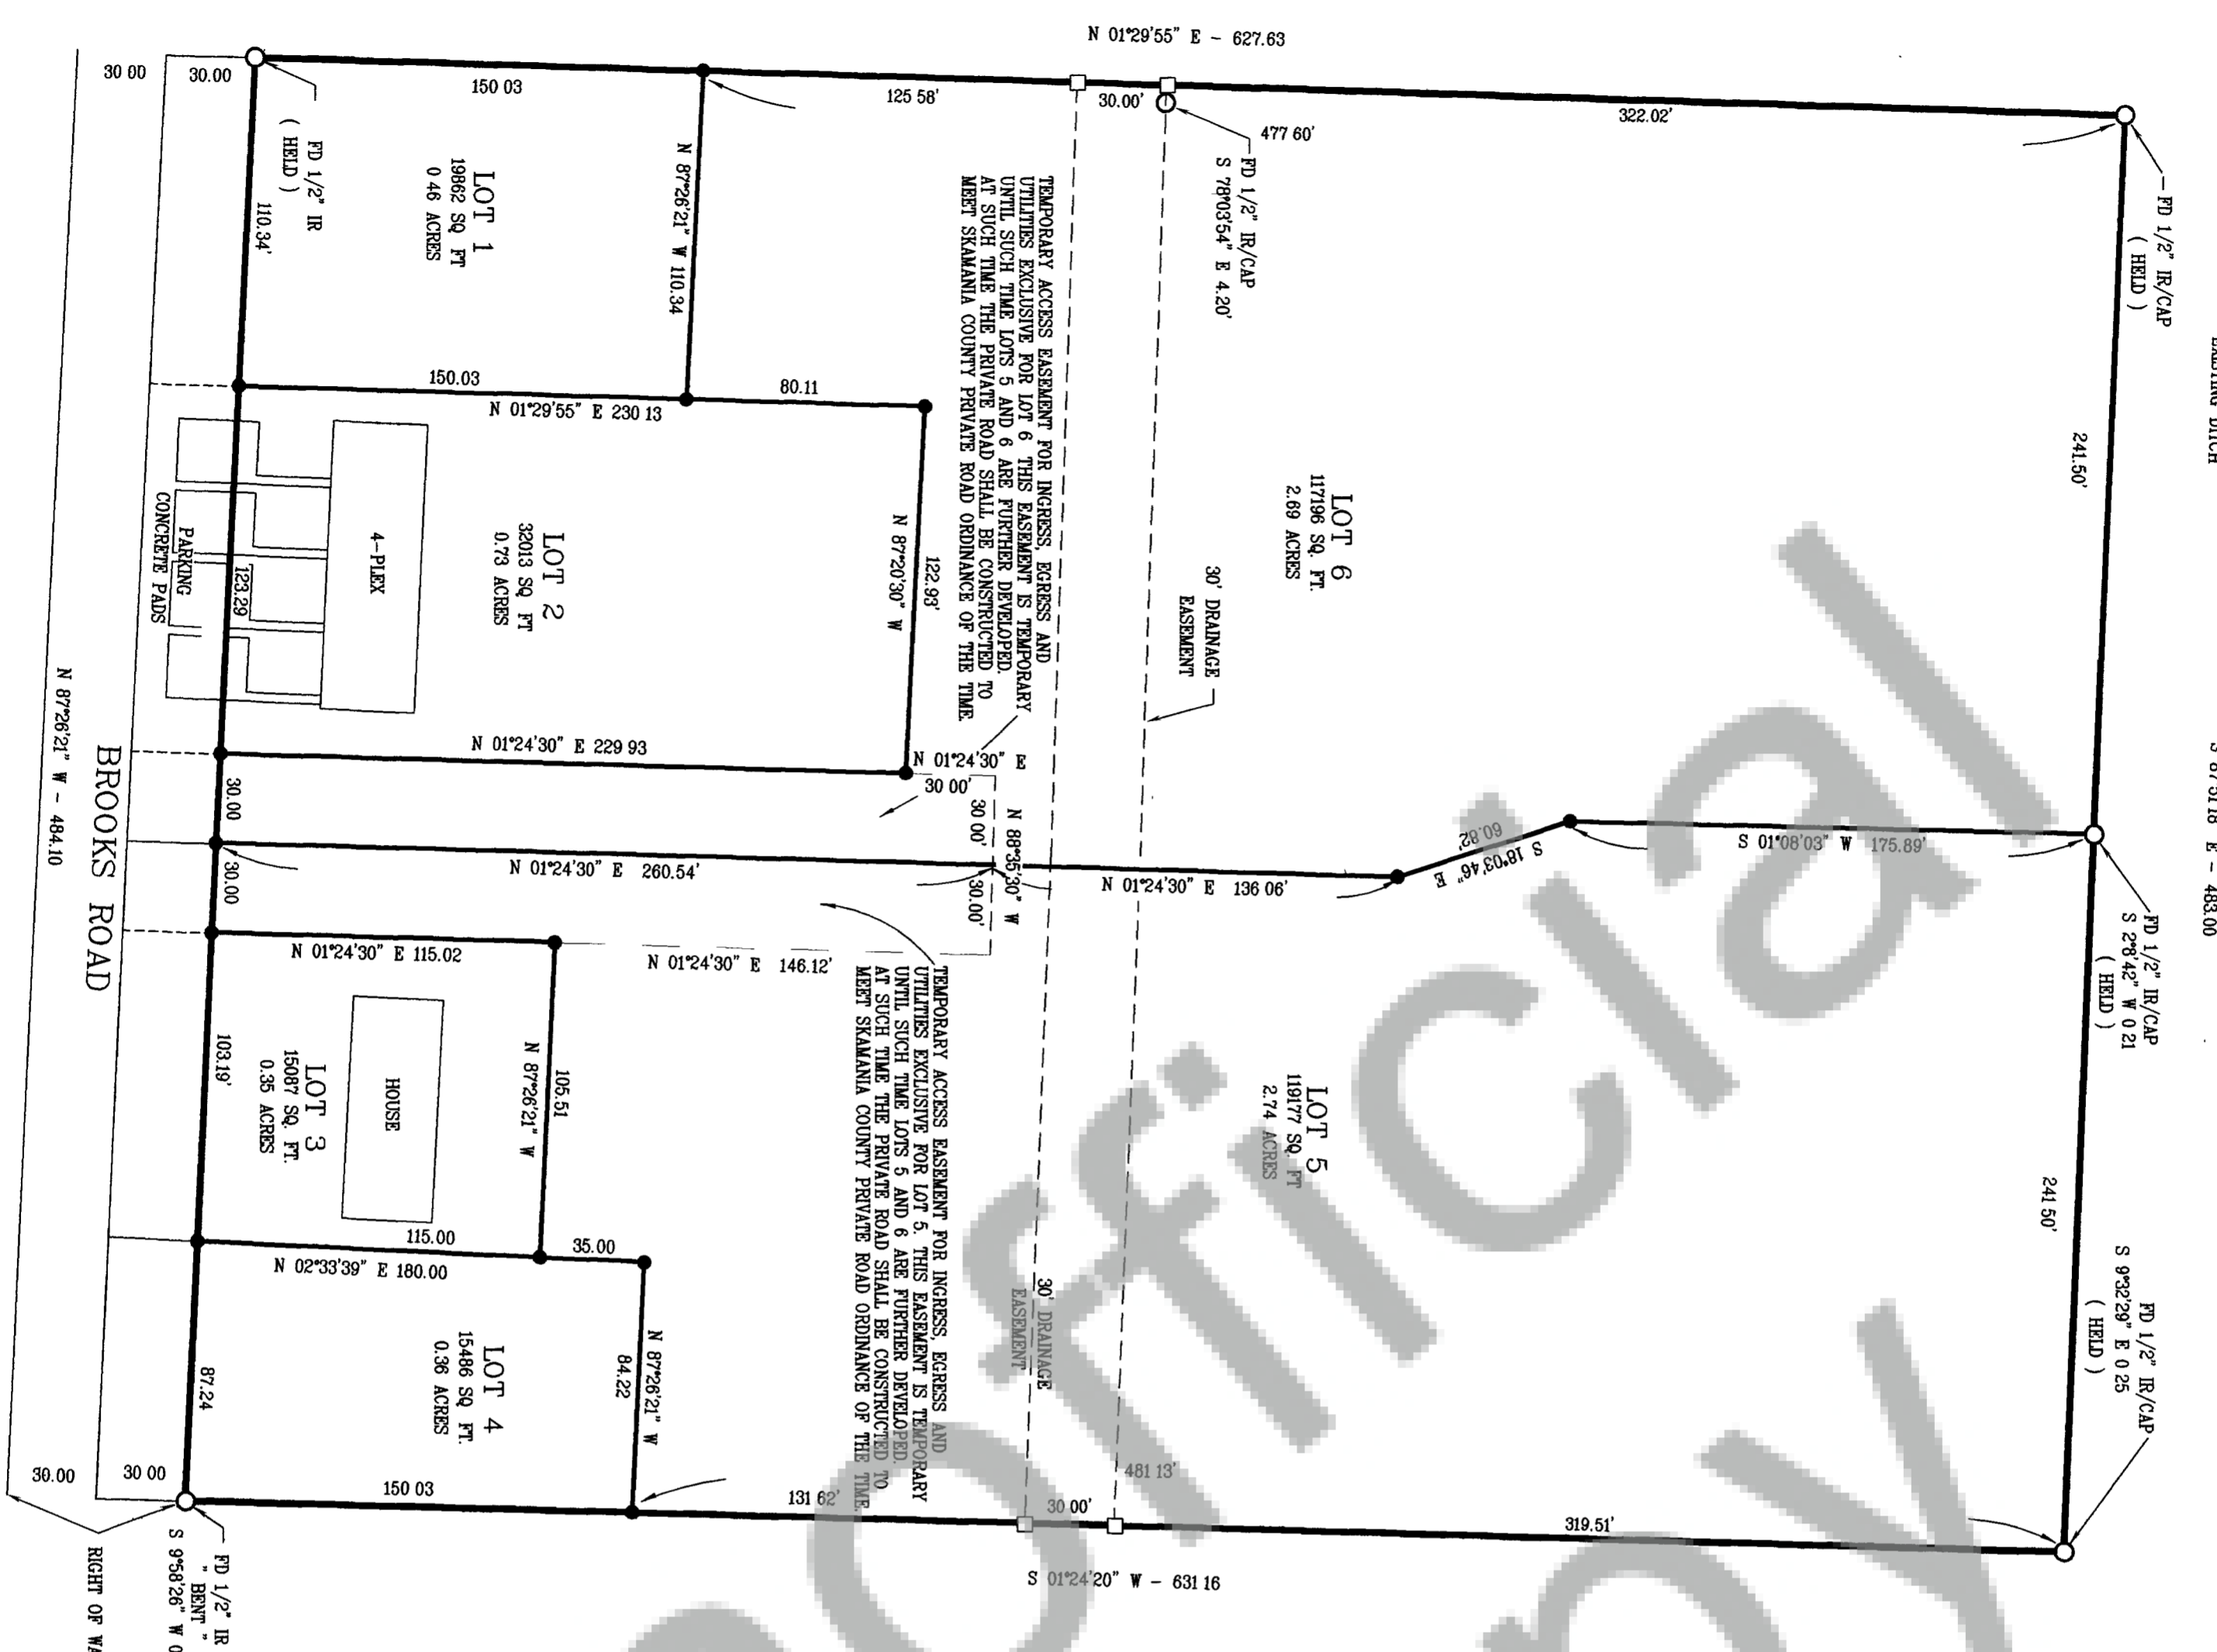 N 01°29'55" E - 627.63
30 00
30.00
150 03
125 58'
30.00'
477 60'
322.02'
FD 1/2" IR
( HELD )
FD 1/2" IR/CAP
S 78°03'54" E 4.20'
FD 1/2" IR/CAP
( HELD )
110.34'
LOT 1
19862 SQ FT
0 46 ACRES
N 87°26'21" W 110.34
TEMPORARY ACCESS EASEMENT FOR INGRESS, EGRESS AND
UTILITIES EXCLUSIVE FOR LOT 6 THIS EASEMENT IS TEMPORARY
UNTIL SUCH TIME LOTS 5 AND 6 ARE FURTHER DEVELOPED.
AT SUCH TIME THE PRIVATE ROAD SHALL BE CONSTRUCTED TO
MEET SKAMANIA COUNTY PRIVATE ROAD ORDINANCE OF THE TIME.
150.03
80.11
N 01°29'55" E 230 13
241.50'
LOT 6
117196 SQ. FT.
2.69 ACRES
30' DRAINAGE
EASEMENT
4-PLEX
LOT 2
32013 SQ FT
0.73 ACRES
122.93'
N 87°20'30" W
PARKING
CONCRETE PADS
123.29
N 01°24'30" E 229 93
N 01°24'30" E
30 00'
30 00'
N 88°35'30" W
30.00'
30.00
30.00
N 87°26'21" W - 484.10
BROOKS ROAD
N 01°24'30" E 260.54'
N 01°24'30" E 136 06'
60.82'
S 18°03'46" E
S 01°08'03" W 175.89'
E - 483.00
FD 1/2" IR/CAP
S 2°8'42" W 0 21
( HELD )
N 01°24'30" E 115.02
N 01°24'30" E 146.12'
TEMPORARY ACCESS EASEMENT FOR INGRESS, EGRESS AND
UTILITIES EXCLUSIVE FOR LOT 5. THIS EASEMENT IS TEMPORARY
UNTIL SUCH TIME LOTS 5 AND 6 ARE FURTHER DEVELOPED.
AT SUCH TIME THE PRIVATE ROAD SHALL BE CONSTRUCTED TO
MEET SKAMANIA COUNTY PRIVATE ROAD ORDINANCE OF THE TIME.
103.19'
LOT 3
15087 SQ. FT.
0.35 ACRES
HOUSE
105.51
N 87°26'21" W
LOT 5
119177 SQ. FT
2.74 ACRES
241 50'
115.00
35.00
N 02°33'39" E 180.00
30' DRAINAGE
EASEMENT
FD 1/2" IR/CAP
S 9°32'29" E 0 25
( HELD )
87.24
LOT 4
15486 SQ FT.
0.36 ACRES
N 87°26'21" W
84.22
30.00
30 00
150 03
131 62'
30 00'
481 13'
319.51'
S 01°24'20" W - 631 16
FD 1/2" IR
" BENT "
S 9°58'26" W
RIGHT OF